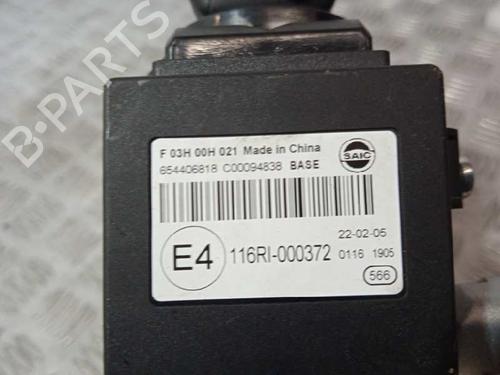 F 03H 00H 021 Made in China
654406818 C00094838 BASE
SAIC
E4
116RI-000372
22-02-05
0116 1905
566
B-PARTS